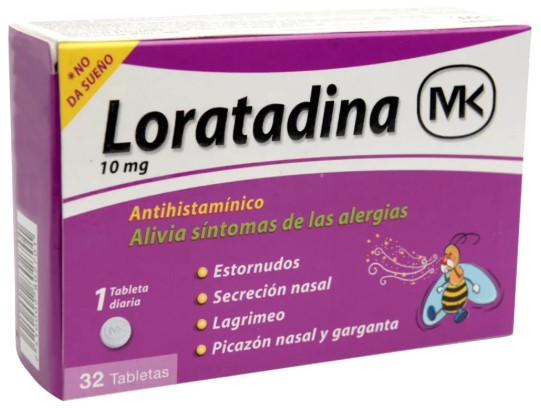 *NO
DA SUEÑO
Loratadina
MK
10 mg
Antihistamínico
Alivia síntomas de las alergias
Estornudos
Secreción nasal
Lagrimeo
Picazón nasal y garganta
1 Tableta
diaria
MK
32 Tabletas